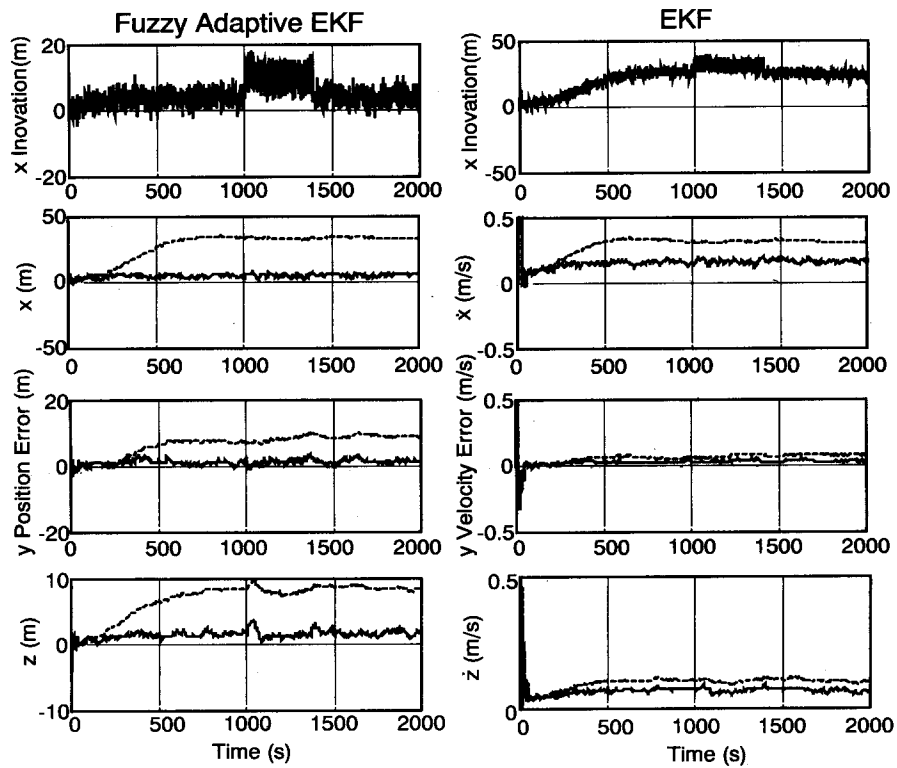 Fuzzy Adaptive EKF
EKF
x Inovation(m)
20
0
-20
0 500 1000 1500 2000
x Inovation(m)
50
0
-50
0 500 1000 1500 2000
x (m)
50
0
-50
0 500 1000 1500 2000
ẋ (m/s)
0.5
0
-0.5
0 500 1000 1500 2000
y Position Error (m)
20
0
-20
0 500 1000 1500 2000
y Velocity Error (m/s)
0.5
0
-0.5
0 500 1000 1500 2000
z (m)
10
0
-10
0 500 1000 1500 2000
Time (s)
ż (m/s)
0.5
0
0 500 1000 1500 2000
Time (s)